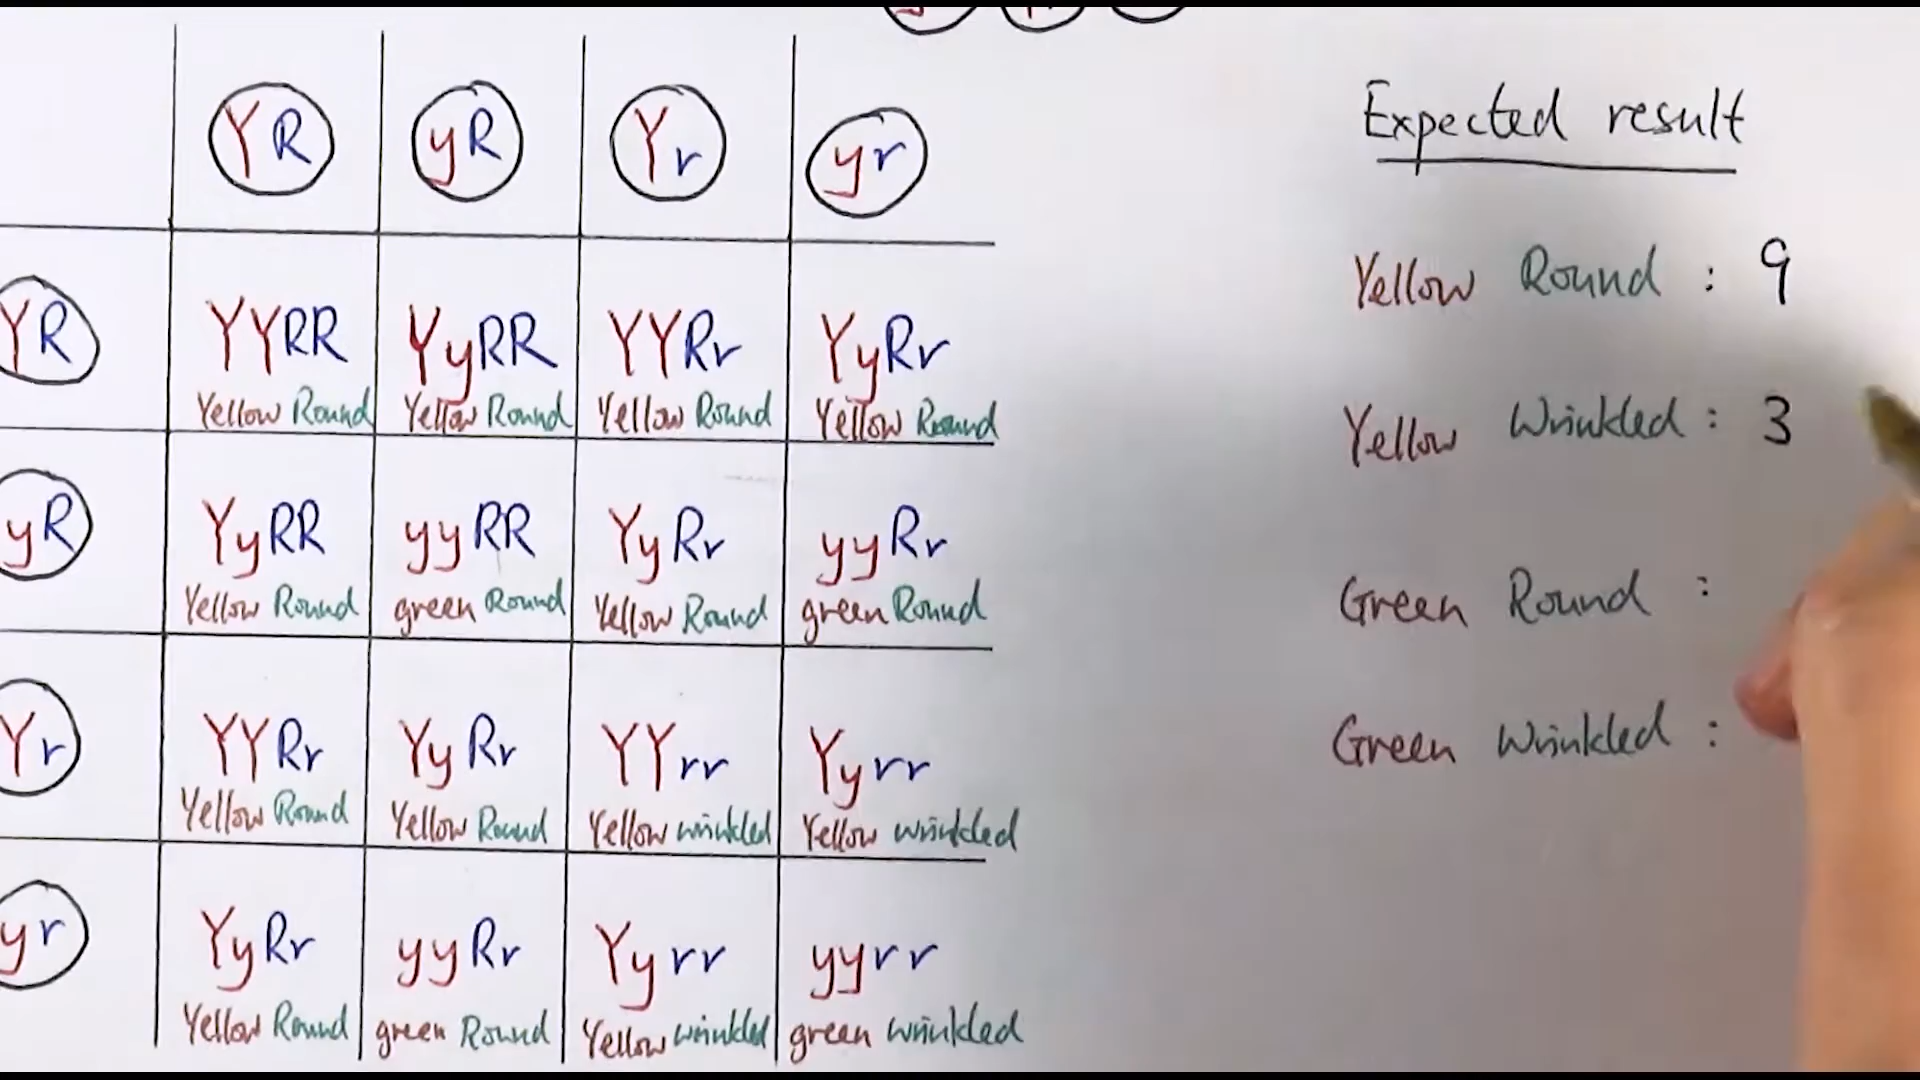 YR yR Yr yr
Expected result
YR YYRR YyRR YYRr YyRr
Yellow Round Yellow Round Yellow Round Yellow Round
Yellow Round : 9
Yellow Wrinkled : 3
yR YyRR yyRR YyRr yyRr
Yellow Round green Round Yellow Round green Round
Green Round :
Yr YYRr YyRr YYrr Yyrr
Yellow Round Yellow Round Yellow wrinkled Yellow wrinkled
Green Wrinkled :
yr YyRr yyRr Yyrr yyrr
Yellow Round green Round Yellow wrinkled green wrinkled